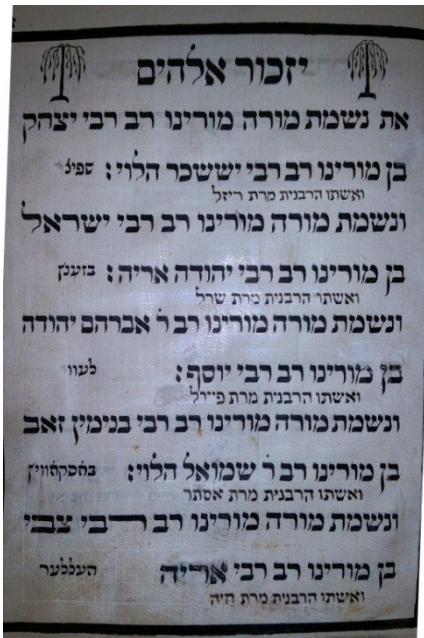 יזכור אלהים
את נשמת מורה מורינו רב רבי יצחק
בן מורינו רב רבי יששכר הלוי: שפיצ
ואשתו הרבנית מרת ריזל
ונשמת מורה מורינו רב רבי ישראל
בן מורינו רב רבי יהודה אריה: בזענץ
ואשתו הרבנית מרת שרל
ונשמת מורה מורינו רב ר אברהם יהודה
בן מורינו רב רבי יוסף: לעוו
ואשתו הרבנית מרת פיירל
ונשמת מורה מורינו רב רבי בנימין זאב
בן מורינו רב ר שמואל הלוי: באסקאוויץ
ואשתו הרבנית מרת אסתר
ונשמת מורה מורינו רב רבי צבי
בן מורינו רב רבי אריה העללער
ואשתו הרבנית מרת חיה